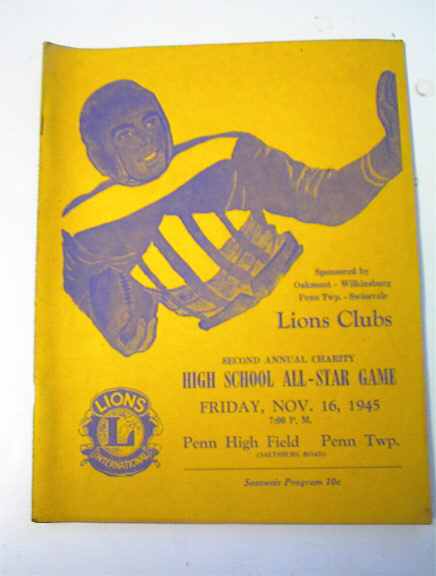 Sponsored by
Oakmont - Wilkinsburg
Penn Twp. - Swissvale
Lions Clubs
SECOND ANNUAL CHARITY
HIGH SCHOOL ALL-STAR GAME
FRIDAY, NOV. 16, 1945
7:00 P. M.
Penn High Field Penn Twp.
(SALTSBURG ROAD)
Souvenir Program 10c
LIONS
L
INTERNATIONAL